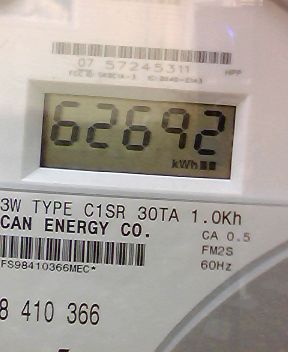 07 57245311
HPP
62692
kWh
3W TYPE C1SR 30TA 1.0Kh
CAN ENERGY CO.
CA 0.5
FM2S
60Hz
FS98410366MEC*
8 410 366